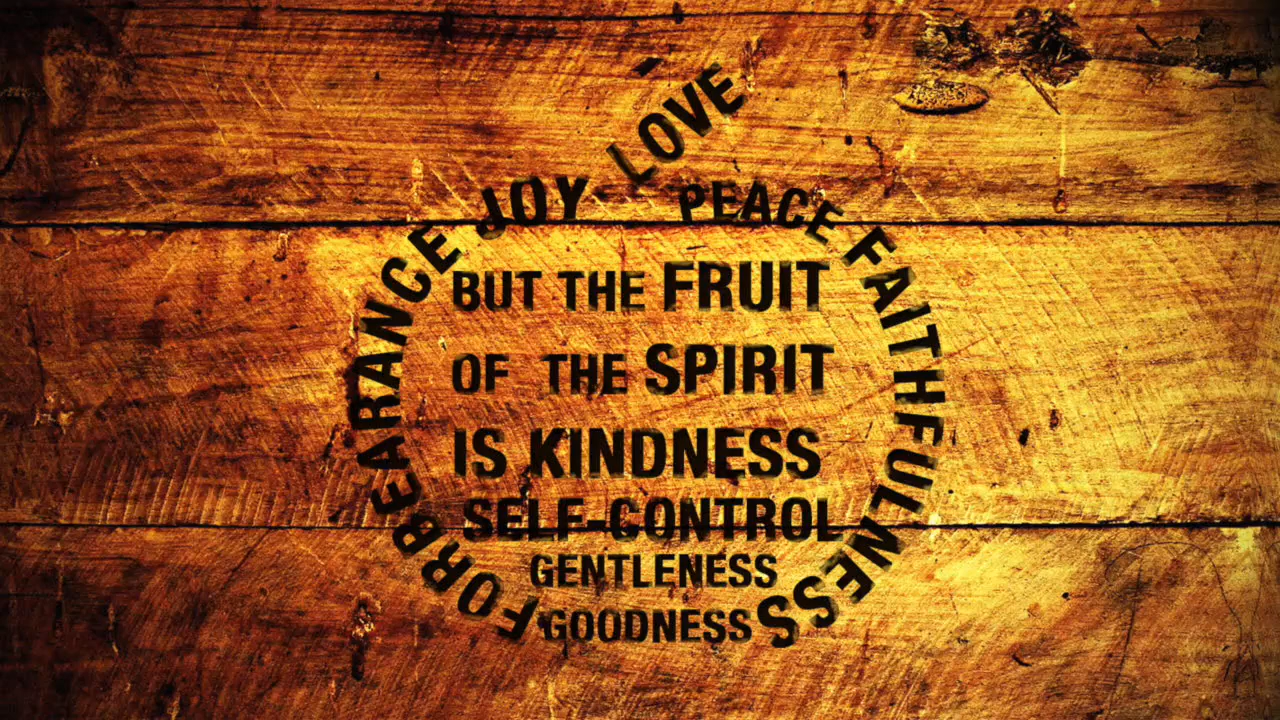 LOVE
JOY
PEACE
FORBEARANCE
FAITHFULNESS
BUT THE FRUIT
OF THE SPIRIT
IS KINDNESS
SELF-CONTROL
GENTLENESS
GOODNESS